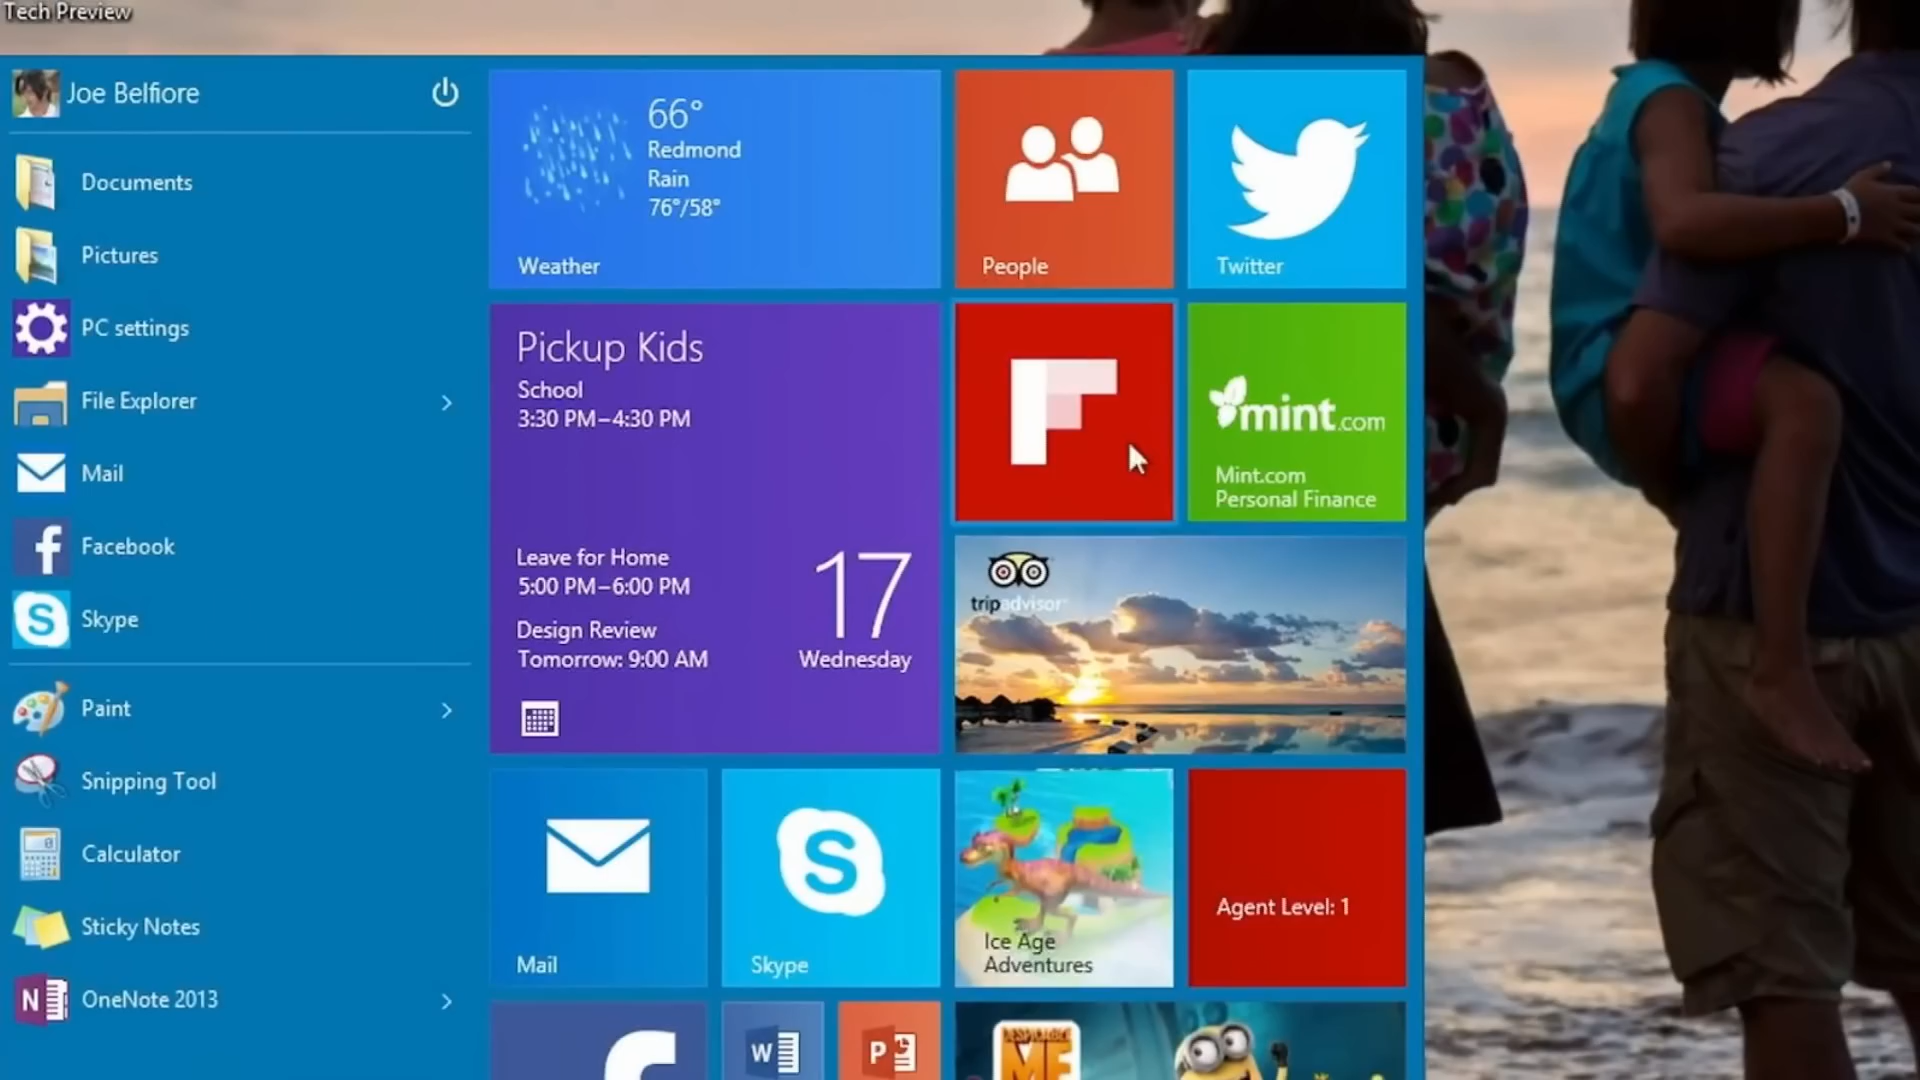 Tech Preview
Joe Belfiore
Documents
Pictures
PC settings
File Explorer
Mail
Facebook
Skype
Paint
Snipping Tool
Calculator
Sticky Notes
OneNote 2013
66°
Redmond
Rain
76°/58°
Weather
People
Twitter
Pickup Kids
School
3:30 PM–4:30 PM
Leave for Home
5:00 PM–6:00 PM
Design Review
Tomorrow: 9:00 AM
17
Wednesday
mint.com
Mint.com
Personal Finance
tripadvisor
Mail
Skype
Ice Age
Adventures
Agent Level: 1
W
P
DESPICABLE
ME